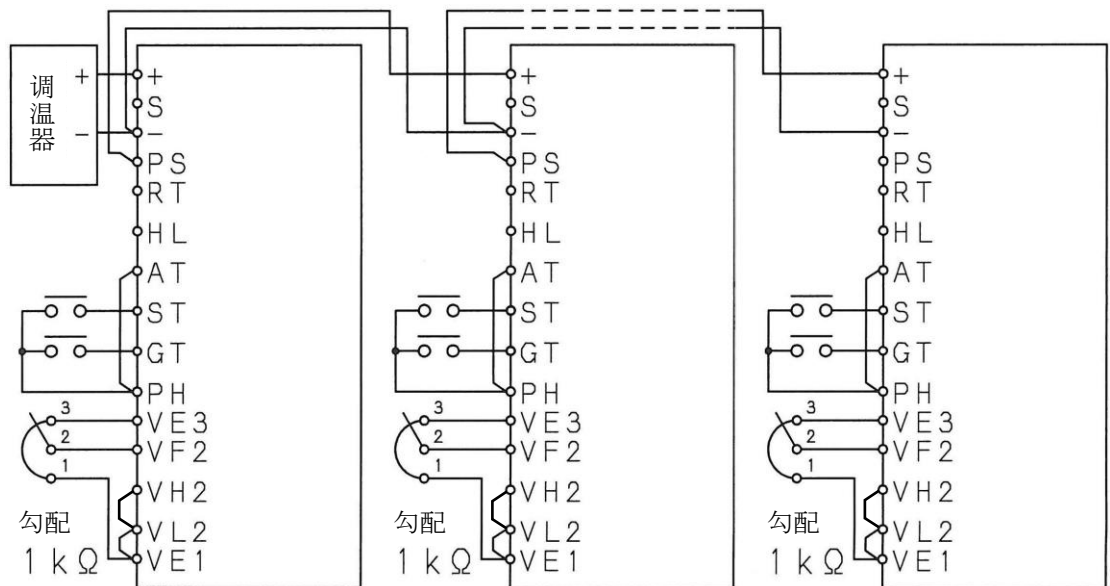 调温器
+
−
+
S
−
PS
RT
HL
AT
ST
GT
PH
3
VE3
2
VF2
1
VH2
VL2
VE1
勾配
1kΩ
+
S
−
PS
RT
HL
AT
ST
GT
PH
3
VE3
2
VF2
1
VH2
VL2
VE1
勾配
1kΩ
+
S
−
PS
RT
HL
AT
ST
GT
PH
3
VE3
2
VF2
1
VH2
VL2
VE1
勾配
1kΩ